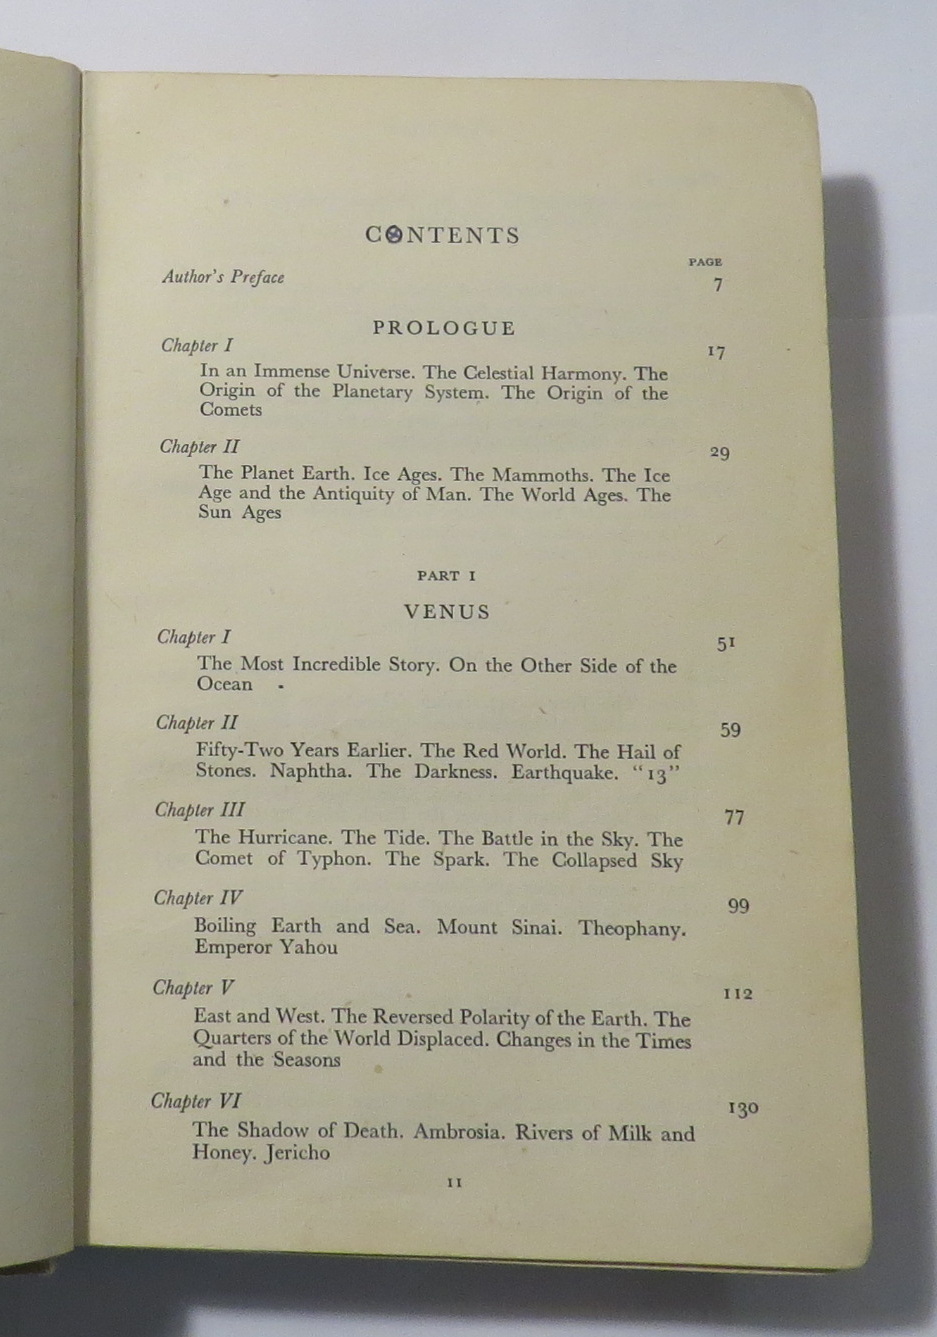 CONTENTS
PAGE
Author's Preface 7
PROLOGUE
Chapter I 17
In an Immense Universe. The Celestial Harmony. The
Origin of the Planetary System. The Origin of the
Comets
Chapter II 29
The Planet Earth. Ice Ages. The Mammoths. The Ice
Age and the Antiquity of Man. The World Ages. The
Sun Ages
PART I
VENUS
Chapter I 51
The Most Incredible Story. On the Other Side of the
Ocean
Chapter II 59
Fifty-Two Years Earlier. The Red World. The Hail of
Stones. Naphtha. The Darkness. Earthquake. "13"
Chapter III 77
The Hurricane. The Tide. The Battle in the Sky. The
Comet of Typhon. The Spark. The Collapsed Sky
Chapter IV 99
Boiling Earth and Sea. Mount Sinai. Theophany.
Emperor Yahou
Chapter V 112
East and West. The Reversed Polarity of the Earth. The
Quarters of the World Displaced. Changes in the Times
and the Seasons
Chapter VI 130
The Shadow of Death. Ambrosia. Rivers of Milk and
Honey. Jericho
11